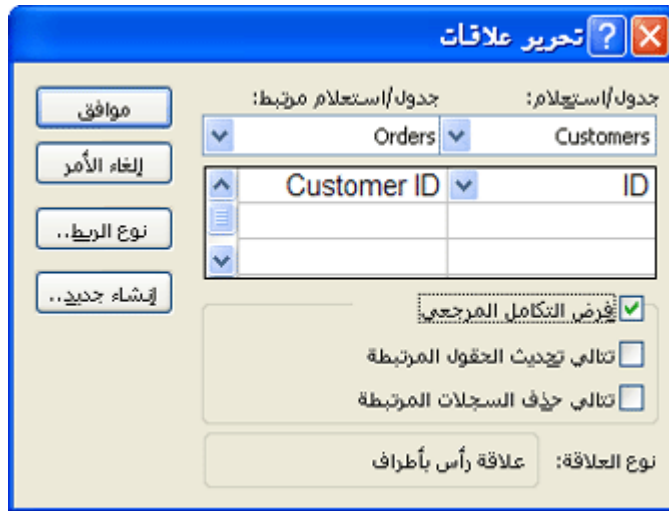 تحرير علاقات
جدول/استعلام: جدول/استعلام مرتبط:
Customers Orders
ID Customer ID
فرض التكامل المرجعي
تتالي تحديث الحقول المرتبطة
تتالي حذف السجلات المرتبطة
نوع العلاقة: علاقة رأس بأطراف
موافق
إلغاء الأمر
نوع الربط..
إنشاء جديد..